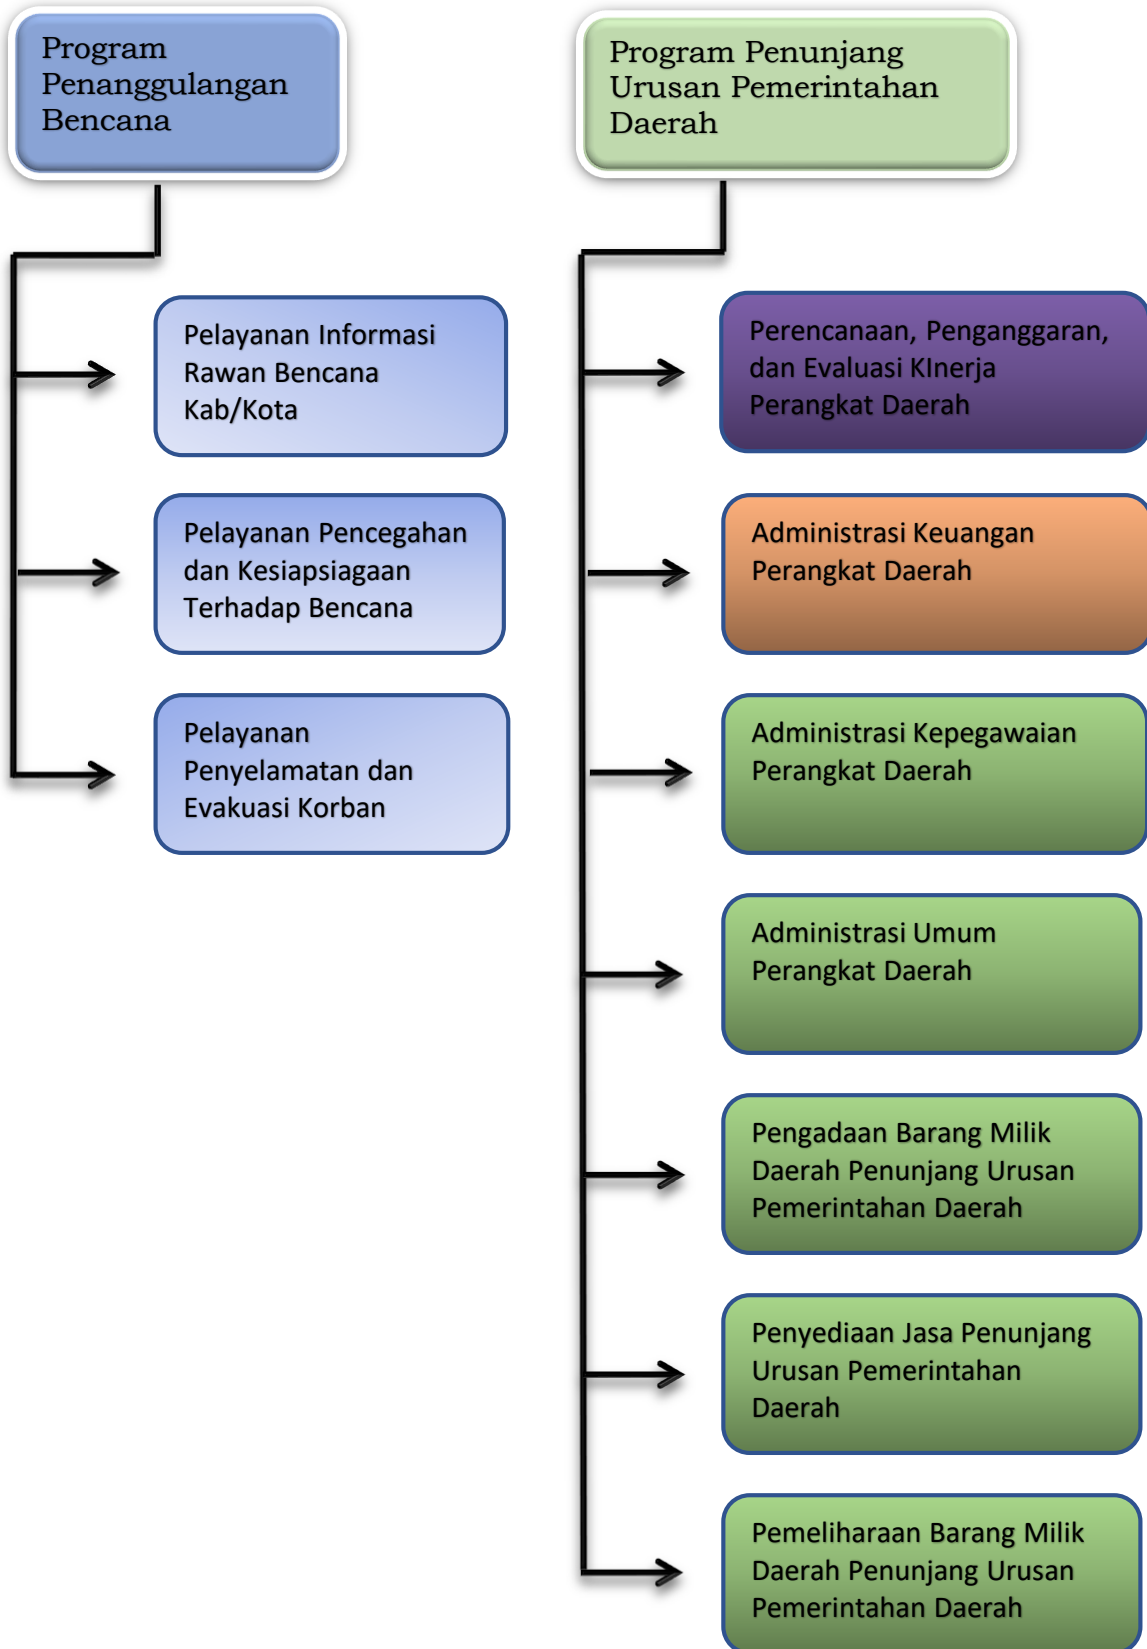 Program
Penanggulangan
Bencana
Pelayanan Informasi
Rawan Bencana
Kab/Kota
Pelayanan Pencegahan
dan Kesiapsiagaan
Terhadap Bencana
Pelayanan
Penyelamatan dan
Evakuasi Korban
Program Penunjang
Urusan Pemerintahan
Daerah
Perencanaan, Penganggaran,
dan Evaluasi KInerja
Perangkat Daerah
Administrasi Keuangan
Perangkat Daerah
Administrasi Kepegawaian
Perangkat Daerah
Administrasi Umum
Perangkat Daerah
Pengadaan Barang Milik
Daerah Penunjang Urusan
Pemerintahan Daerah
Penyediaan Jasa Penunjang
Urusan Pemerintahan
Daerah
Pemeliharaan Barang Milik
Daerah Penunjang Urusan
Pemerintahan Daerah